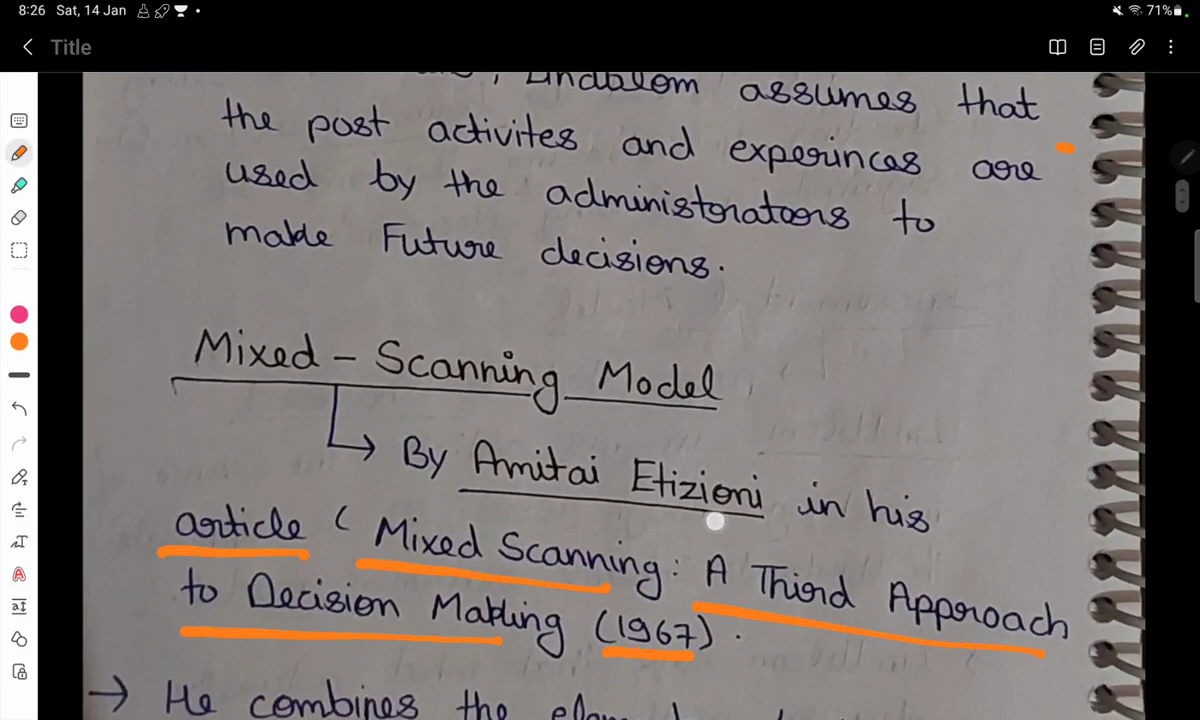 8:26 Sat, 14 Jan 71%
Title
Lindblom assumes that
the post activites and experinces are
used by the administorators to
make Future decisions.
Mixed - Scanning Model
By Amitai Etizioni in his
article ( Mixed Scanning: A Third Approach
to Decision Making (1967) .
→ He combines the